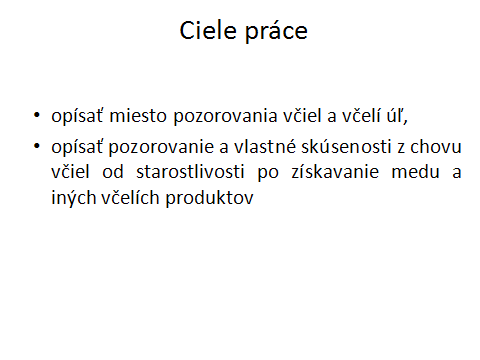 Ciele práce
• opísať miesto pozorovania včiel a včelí úľ,
• opísať pozorovanie a vlastné skúsenosti z chovu
včiel od starostlivosti po získavanie medu a
iných včelích produktov